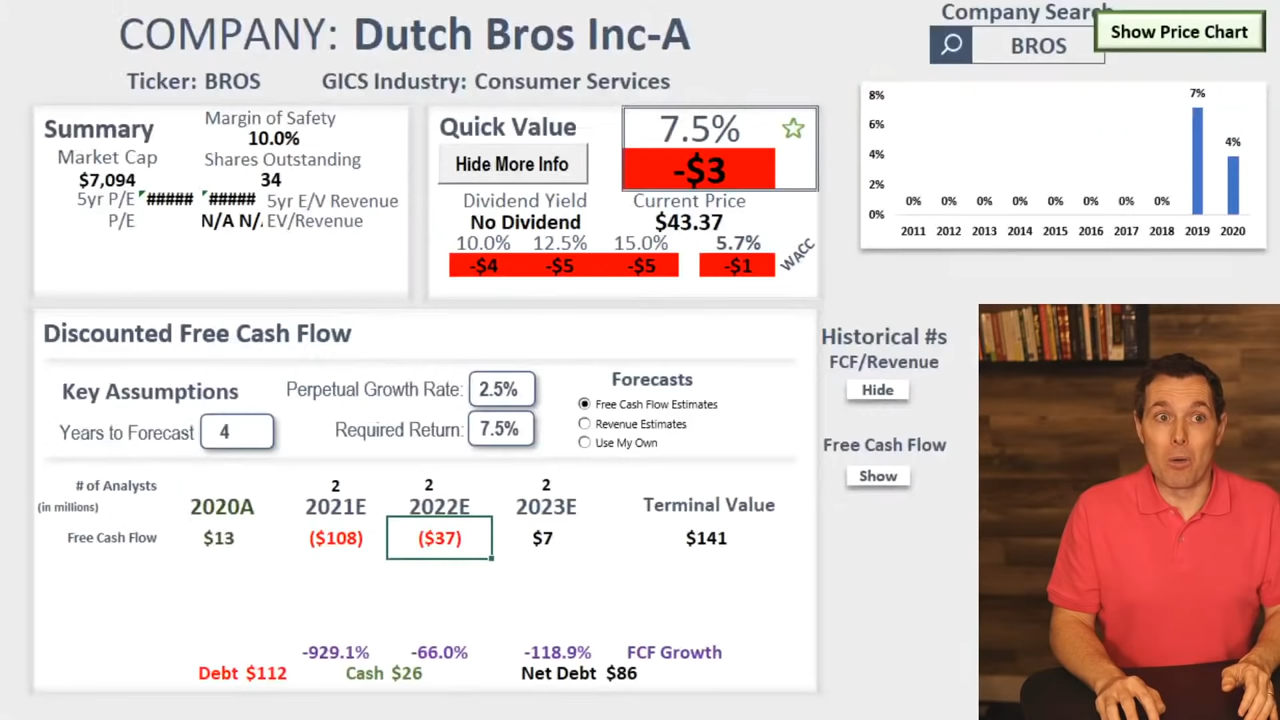 COMPANY: Dutch Bros Inc-A
Ticker: BROS GICS Industry: Consumer Services
Company Search
BROS
Show Price Chart
Summary
Margin of Safety
10.0%
Market Cap
Shares Outstanding
$7,094
34
5yr P/E ##### ##### 5yr E/V Revenue
P/E N/A N/. EV/Revenue
Quick Value
7.5%
Hide More Info
-$3
Dividend Yield
Current Price
No Dividend
$43.37
10.0% 12.5% 15.0% 5.7%
-$4 -$5 -$5 -$1
WACC
8%
6%
4%
2%
0%
0% 0% 0% 0% 0% 0% 0% 0% 7% 4%
2011 2012 2013 2014 2015 2016 2017 2018 2019 2020
Discounted Free Cash Flow
Key Assumptions
Years to Forecast 4
Perpetual Growth Rate: 2.5%
Required Return: 7.5%
Forecasts
Free Cash Flow Estimates
Revenue Estimates
Use My Own
Historical #s
FCF/Revenue
Hide
Free Cash Flow
Show
# of Analysts 2 2 2
(in millions) 2020A 2021E 2022E 2023E Terminal Value
Free Cash Flow $13 ($108) ($37) $7 $141
-929.1% -66.0% -118.9% FCF Growth
Debt $112 Cash $26 Net Debt $86